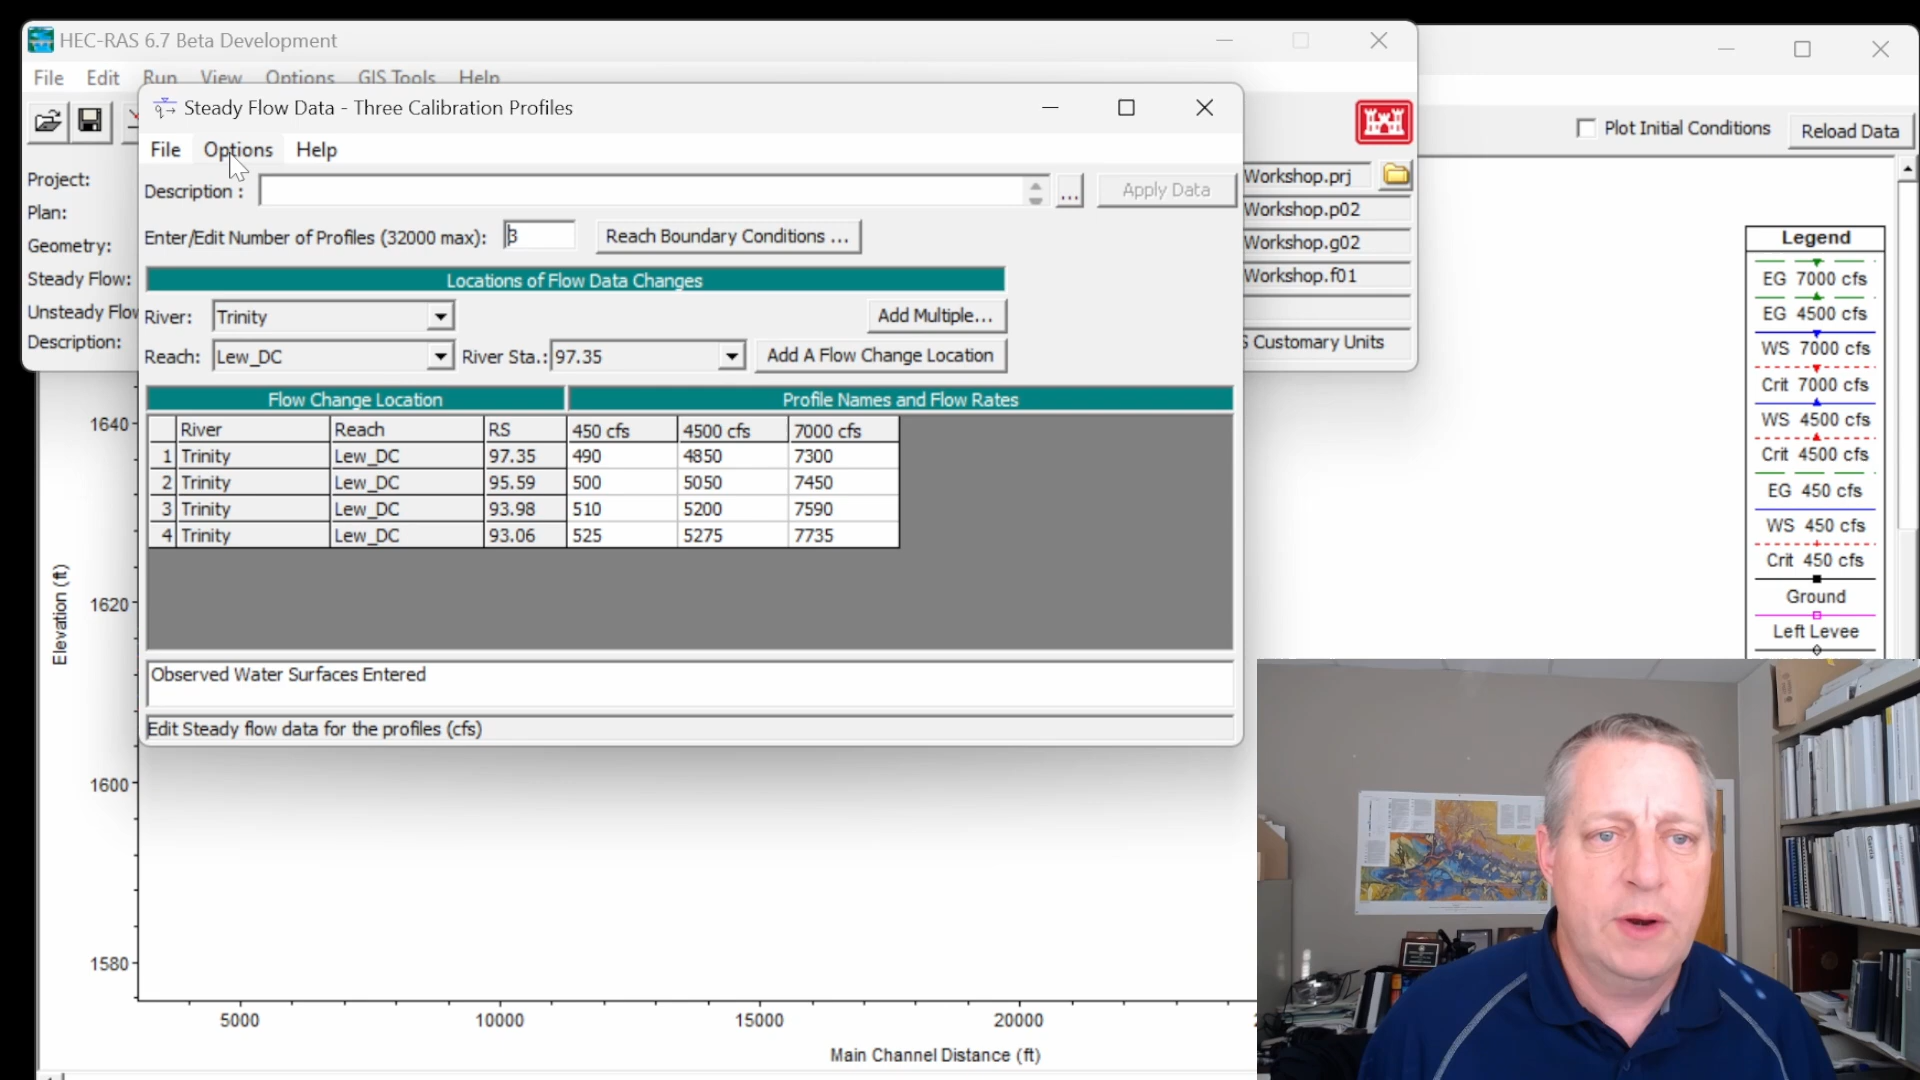 HEC-RAS 6.7 Beta Development
File Edit Run View Options GIS Tools Help
Steady Flow Data - Three Calibration Profiles
File Options Help
Description :
...
Apply Data
Enter/Edit Number of Profiles (32000 max): 3
Reach Boundary Conditions ...
Locations of Flow Data Changes
River: Trinity
Add Multiple...
Reach: Lew_DC River Sta.: 97.35
Add A Flow Change Location
Flow Change Location Profile Names and Flow Rates
River Reach RS 450 cfs 4500 cfs 7000 cfs
1 Trinity Lew_DC 97.35 490 4850 7300
2 Trinity Lew_DC 95.59 500 5050 7450
3 Trinity Lew_DC 93.98 510 5200 7590
4 Trinity Lew_DC 93.06 525 5275 7735
Observed Water Surfaces Entered
Edit Steady flow data for the profiles (cfs)
Project:
Plan:
Geometry:
Steady Flow:
Unsteady Flow
Description:
Workshop.prj
Workshop.p02
Workshop.g02
Workshop.f01
S Customary Units
Plot Initial Conditions
Reload Data
Legend
EG 7000 cfs
EG 4500 cfs
WS 7000 cfs
Crit 7000 cfs
WS 4500 cfs
Crit 4500 cfs
EG 450 cfs
WS 450 cfs
Crit 450 cfs
Ground
Left Levee
Elevation (ft)
1640
1620
1600
1580
5000 10000 15000 20000
Main Channel Distance (ft)